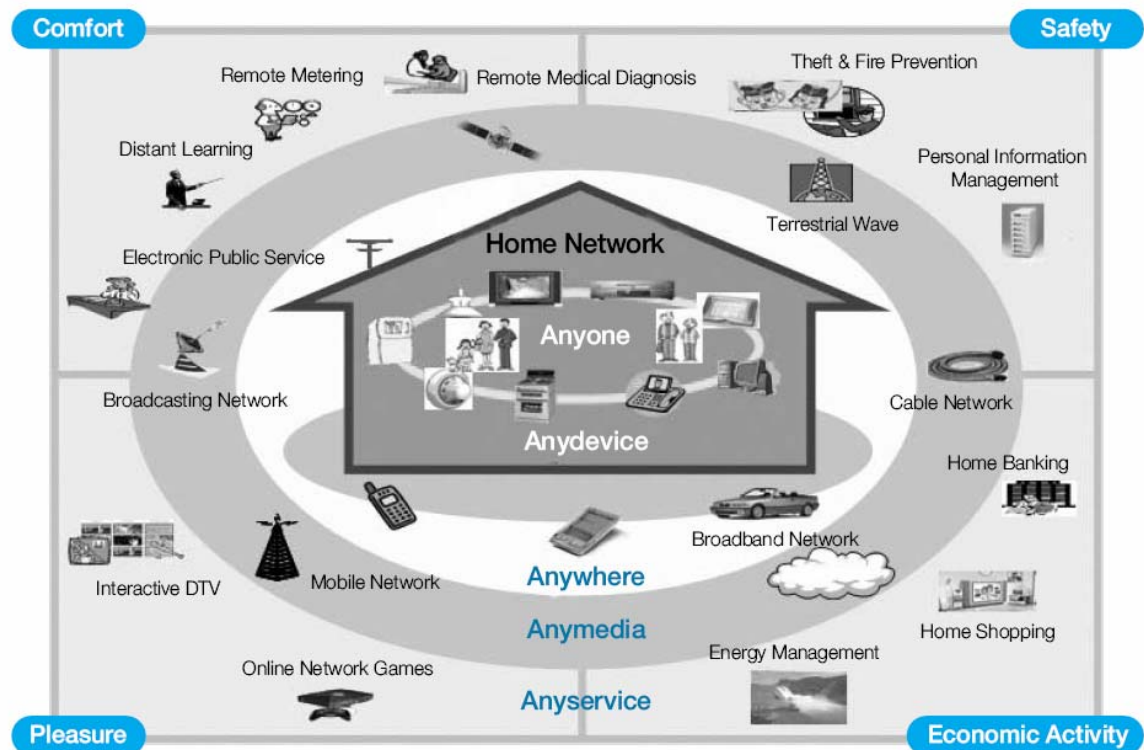 Comfort
Safety
Remote Metering
Remote Medical Diagnosis
Theft & Fire Prevention
Distant Learning
Personal Information
Management
Terrestrial Wave
Home Network
Electronic Public Service
Anyone
Broadcasting Network
Cable Network
Anydevice
Home Banking
Broadband Network
Interactive DTV
Mobile Network
Anywhere
Anymedia
Home Shopping
Energy Management
Online Network Games
Anyservice
Pleasure
Economic Activity